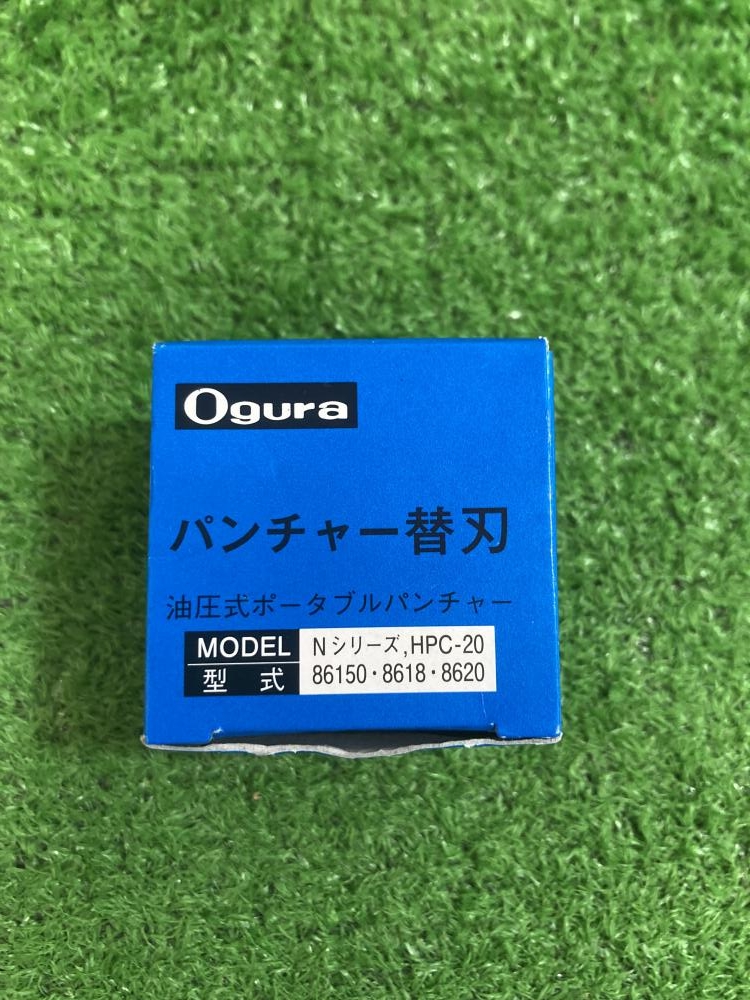 Ogura
パンチャー替刃
油圧式ポータブルパンチャー
MODEL Nシリーズ,HPC-20
型式 86150・8618・8620